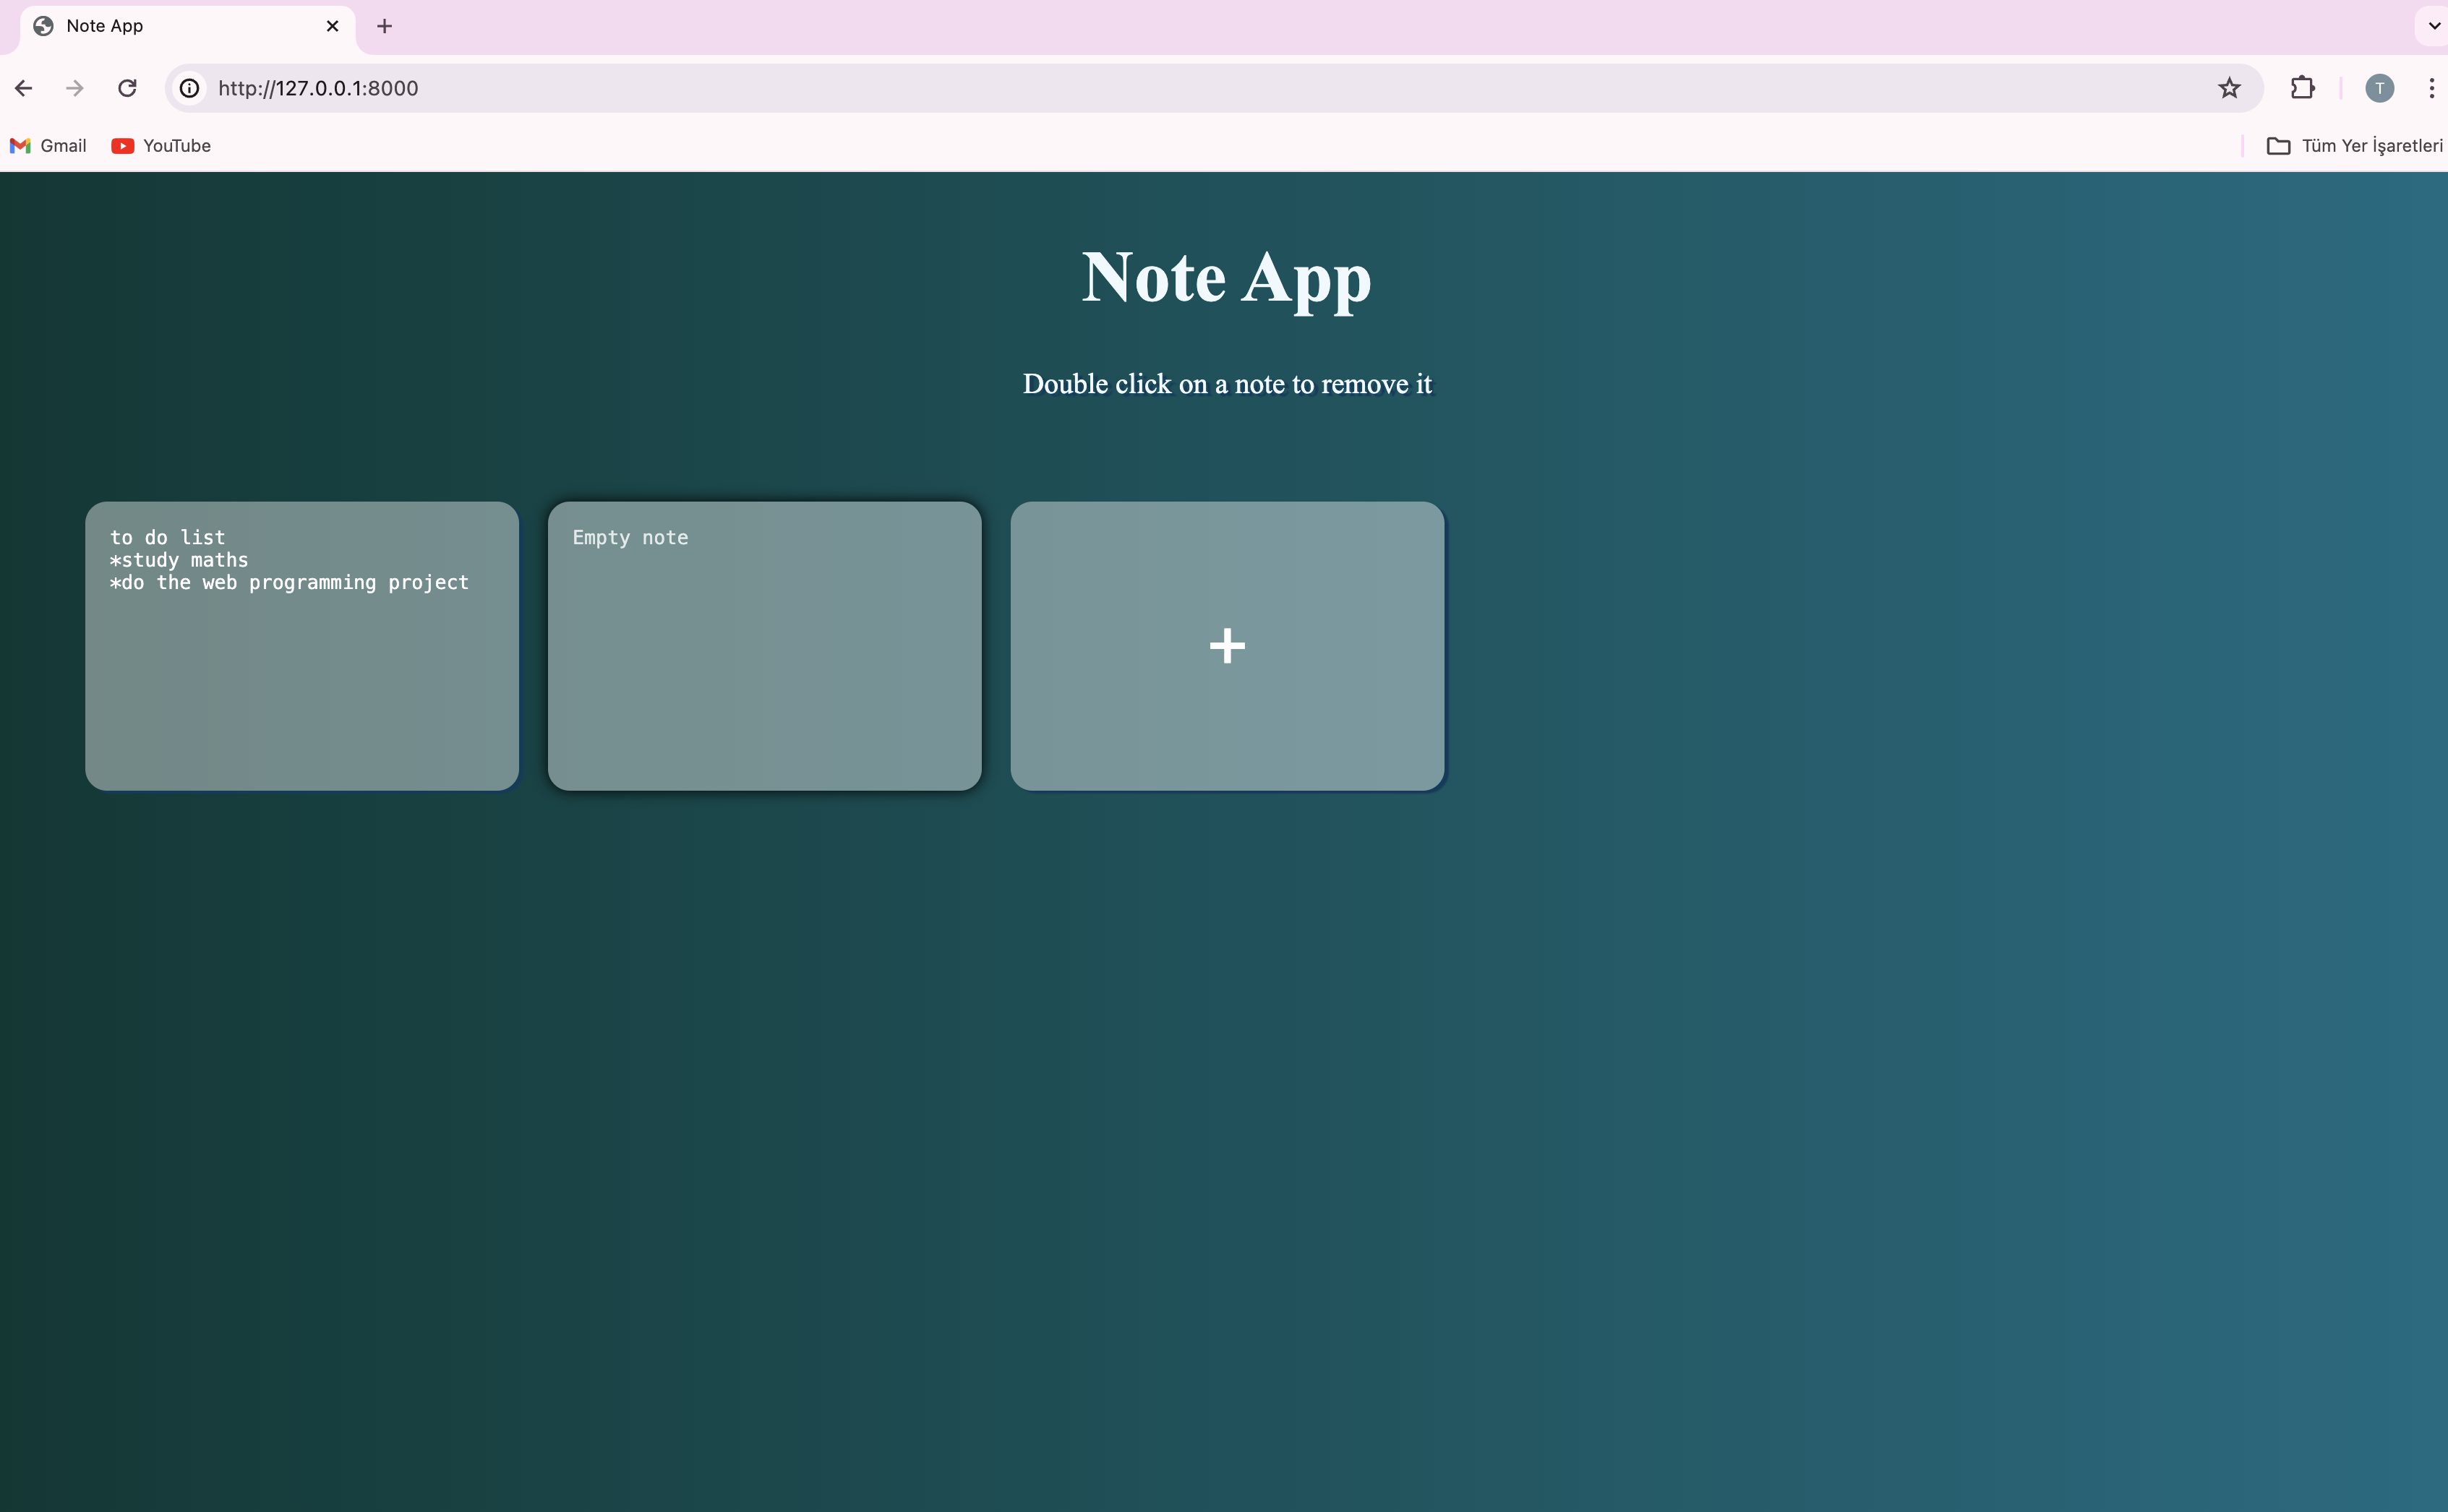 Note App
http://127.0.0.1:8000
T
Gmail
YouTube
Tüm Yer İşaretleri
Note App
Double click on a note to remove it
to do list
*study maths
*do the web programming project
Empty note
+